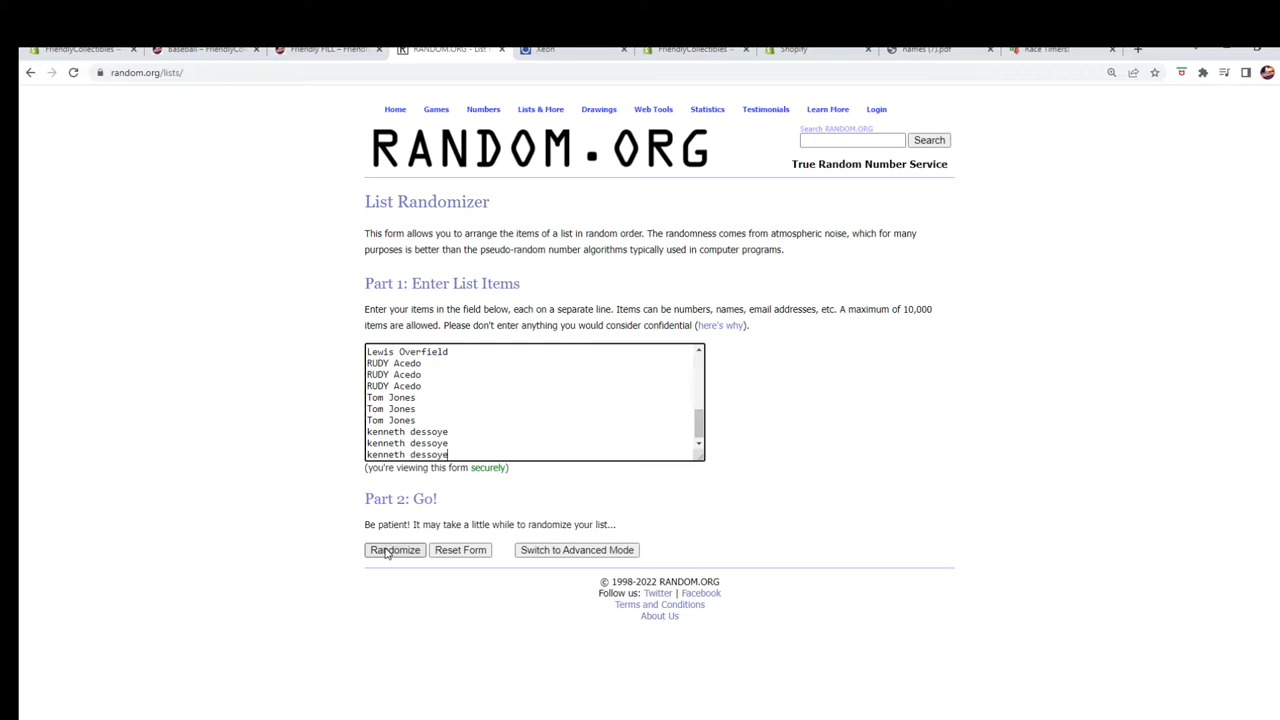 FriendlyCollectibles –
Baseball – FriendlyCol
Friendly FILL – Friend
RANDOM.ORG - List
Xeon
FriendlyCollectibles –
Shopify
names (7).pdf
Race Timers!
random.org/lists/
Home Games Numbers Lists & More Drawings Web Tools Statistics Testimonials Learn More Login
RANDOM.ORG
Search RANDOM.ORG
Search
True Random Number Service
List Randomizer
This form allows you to arrange the items of a list in random order. The randomness comes from atmospheric noise, which for many
purposes is better than the pseudo-random number algorithms typically used in computer programs.
Part 1: Enter List Items
Enter your items in the field below, each on a separate line. Items can be numbers, names, email addresses, etc. A maximum of 10,000
items are allowed. Please don't enter anything you would consider confidential (here's why).
Lewis Overfield
RUDY Acedo
RUDY Acedo
RUDY Acedo
Tom Jones
Tom Jones
Tom Jones
kenneth dessoye
kenneth dessoye
kenneth dessoye
(you're viewing this form securely)
Part 2: Go!
Be patient! It may take a little while to randomize your list...
Randomize Reset Form Switch to Advanced Mode
© 1998-2022 RANDOM.ORG
Follow us: Twitter | Facebook
Terms and Conditions
About Us